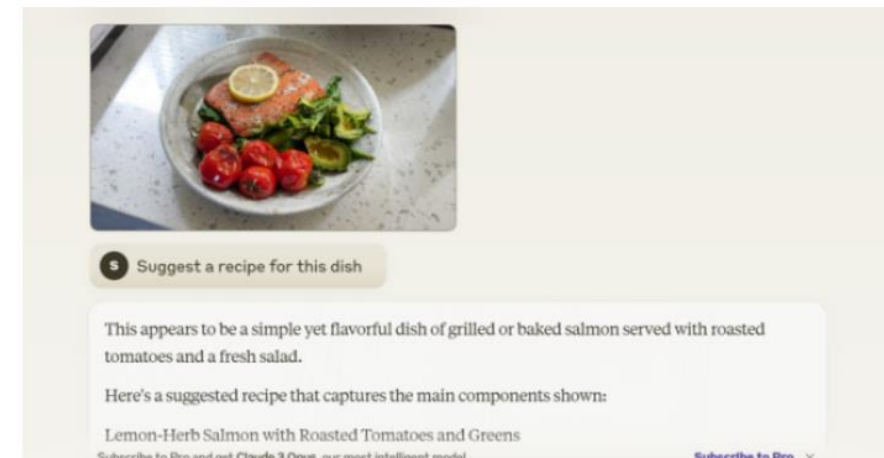 S Suggest a recipe for this dish
This appears to be a simple yet flavorful dish of grilled or baked salmon served with roasted
tomatoes and a fresh salad.
Here's a suggested recipe that captures the main components shown:
Lemon-Herb Salmon with Roasted Tomatoes and Greens
Subscribe to Pro and get Claude 3 Opus, our most intelligent model. Subscribe to Pro